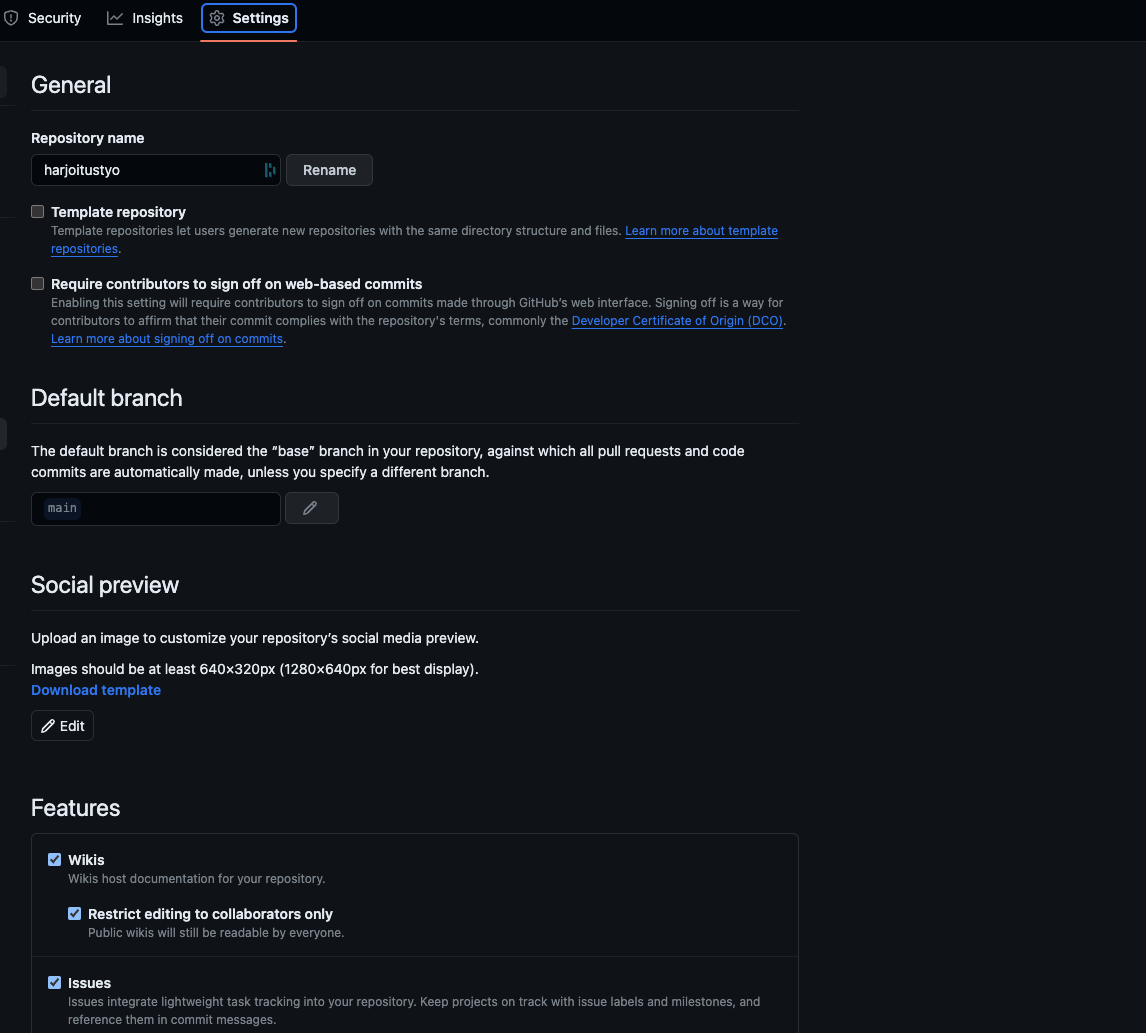 Security
Insights
Settings
General
Repository name
harjoitustyo
Rename
Template repository
Template repositories let users generate new repositories with the same directory structure and files. Learn more about template
repositories.
Require contributors to sign off on web-based commits
Enabling this setting will require contributors to sign off on commits made through GitHub's web interface. Signing off is a way for
contributors to affirm that their commit complies with the repository's terms, commonly the Developer Certificate of Origin (DCO).
Learn more about signing off on commits.
Default branch
The default branch is considered the “base” branch in your repository, against which all pull requests and code
commits are automatically made, unless you specify a different branch.
main
Social preview
Upload an image to customize your repository’s social media preview.
Images should be at least 640×320px (1280×640px for best display).
Download template
Edit
Features
Wikis
Wikis host documentation for your repository.
Restrict editing to collaborators only
Public wikis will still be readable by everyone.
Issues
Issues integrate lightweight task tracking into your repository. Keep projects on track with issue labels and milestones, and
reference them in commit messages.